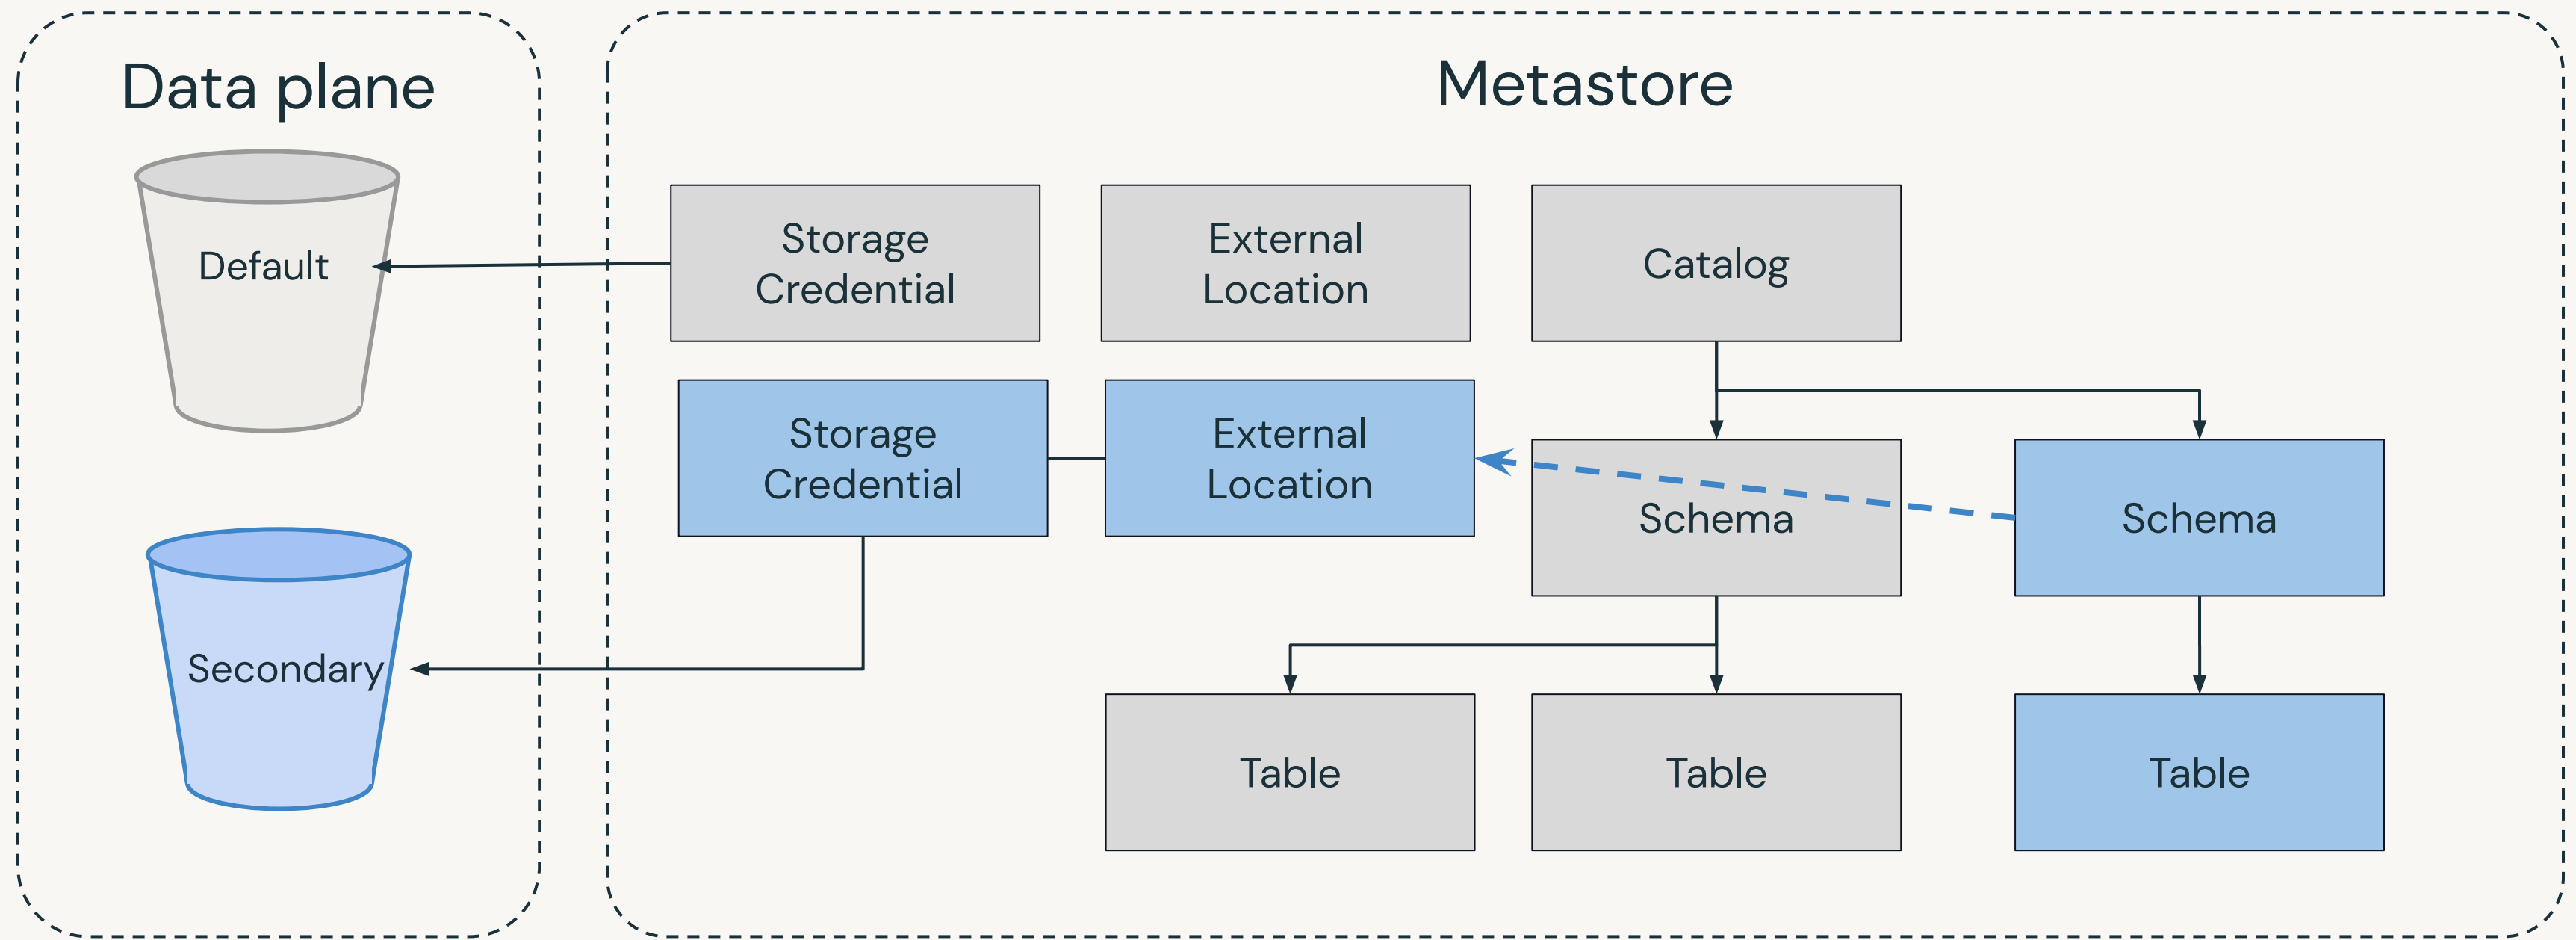 Data plane
Default
Secondary
Metastore
Storage
Credential
External
Location
Catalog
Storage
Credential
External
Location
Schema
Schema
Table
Table
Table